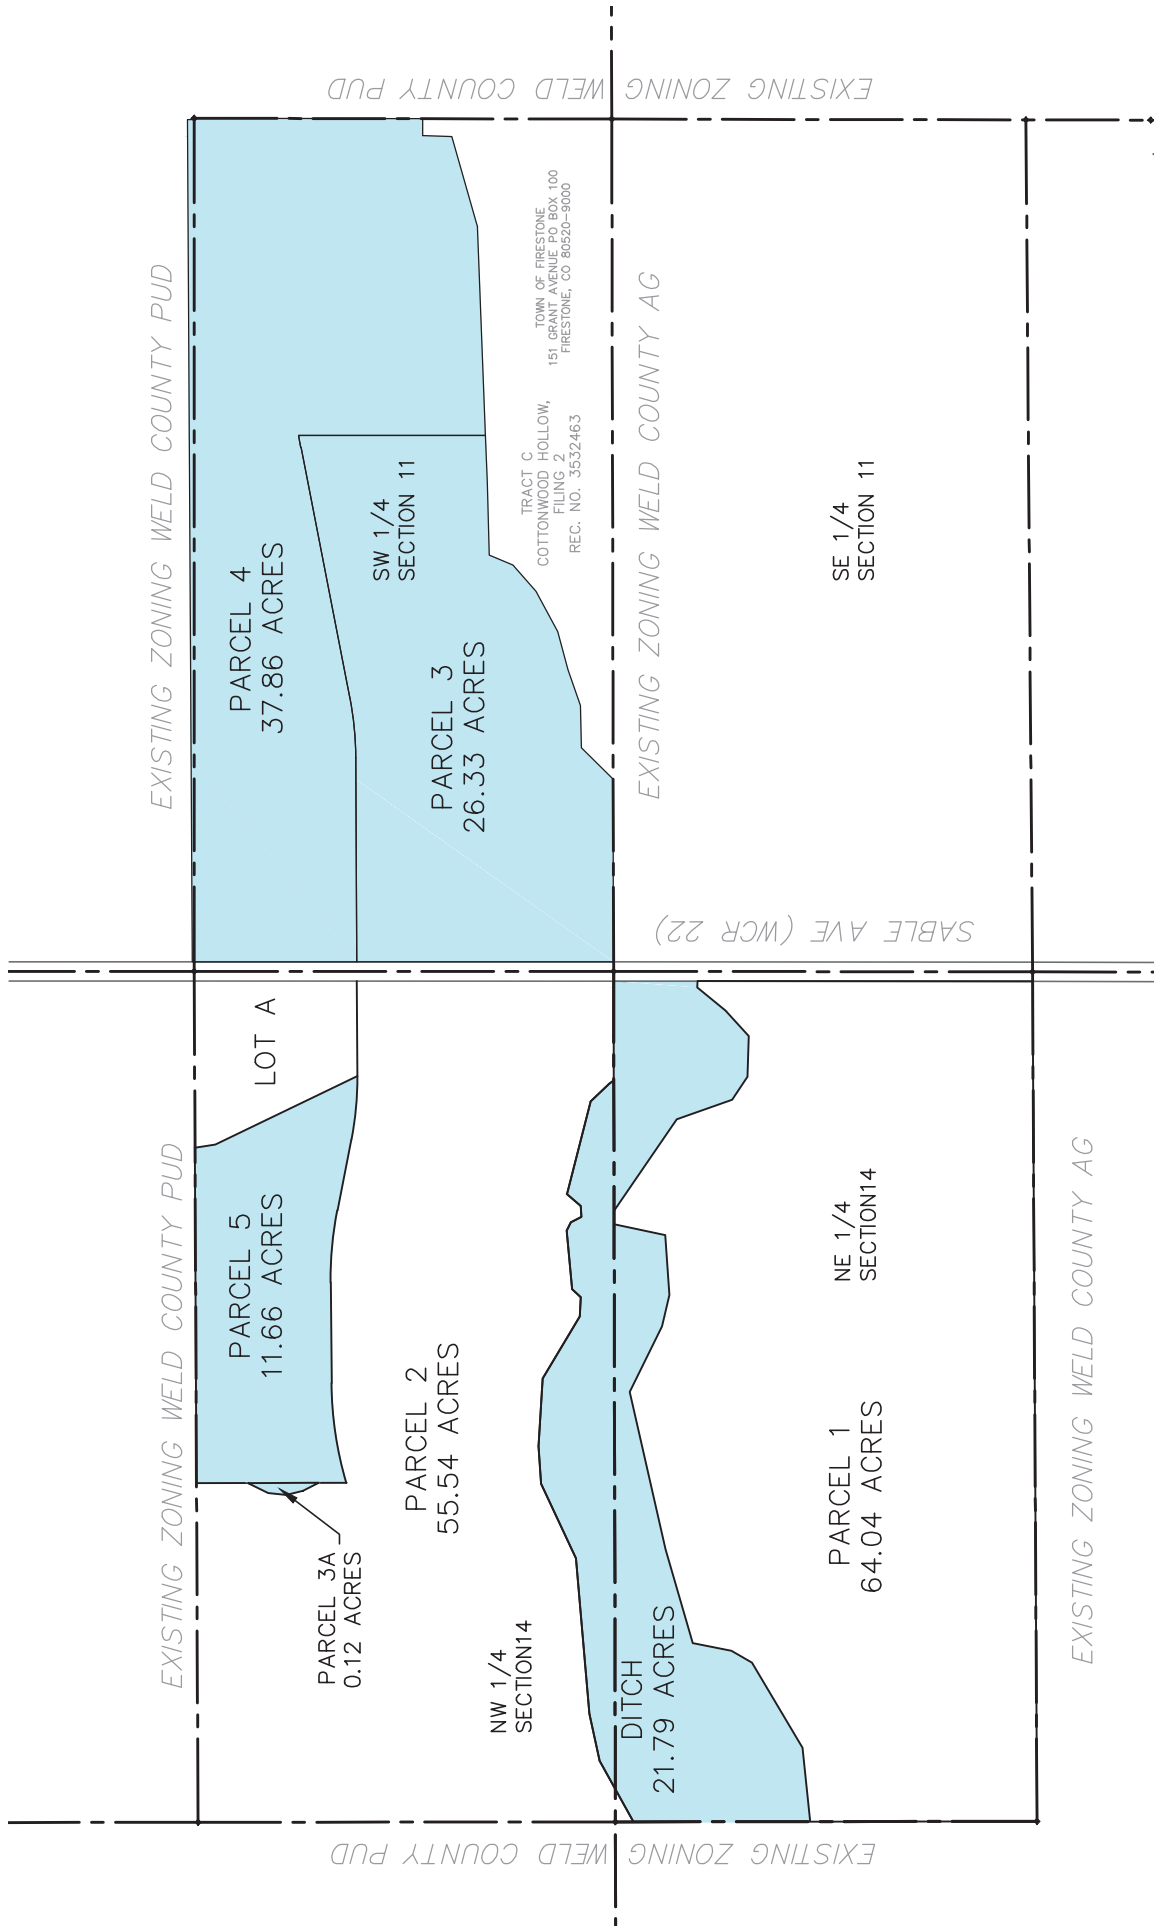 EXISTING ZONING WELD COUNTY PUD
EXISTING ZONING WELD COUNTY PUD
EXISTING ZONING WELD COUNTY PUD
PARCEL 5
11.66 ACRES
LOT A
PARCEL 4
37.86 ACRES
PARCEL 3A
0.12 ACRES
PARCEL 2
55.54 ACRES
SW 1/4
SECTION 11
PARCEL 3
26.33 ACRES
NW 1/4
SECTION14
TRACT C
COTTONWOOD HOLLOW,
FILING 2
REC. NO. 3532463
TOWN OF FIRESTONE
151 GRANT AVENUE PO BOX 100
FIRESTONE, CO 80520-9000
DITCH
21.79 ACRES
EXISTING ZONING WELD COUNTY AG
SABLE AVE (WCR 22)
PARCEL 1
64.04 ACRES
NE 1/4
SECTION14
SE 1/4
SECTION 11
EXISTING ZONING WELD COUNTY AG
EXISTING ZONING WELD COUNTY PUD